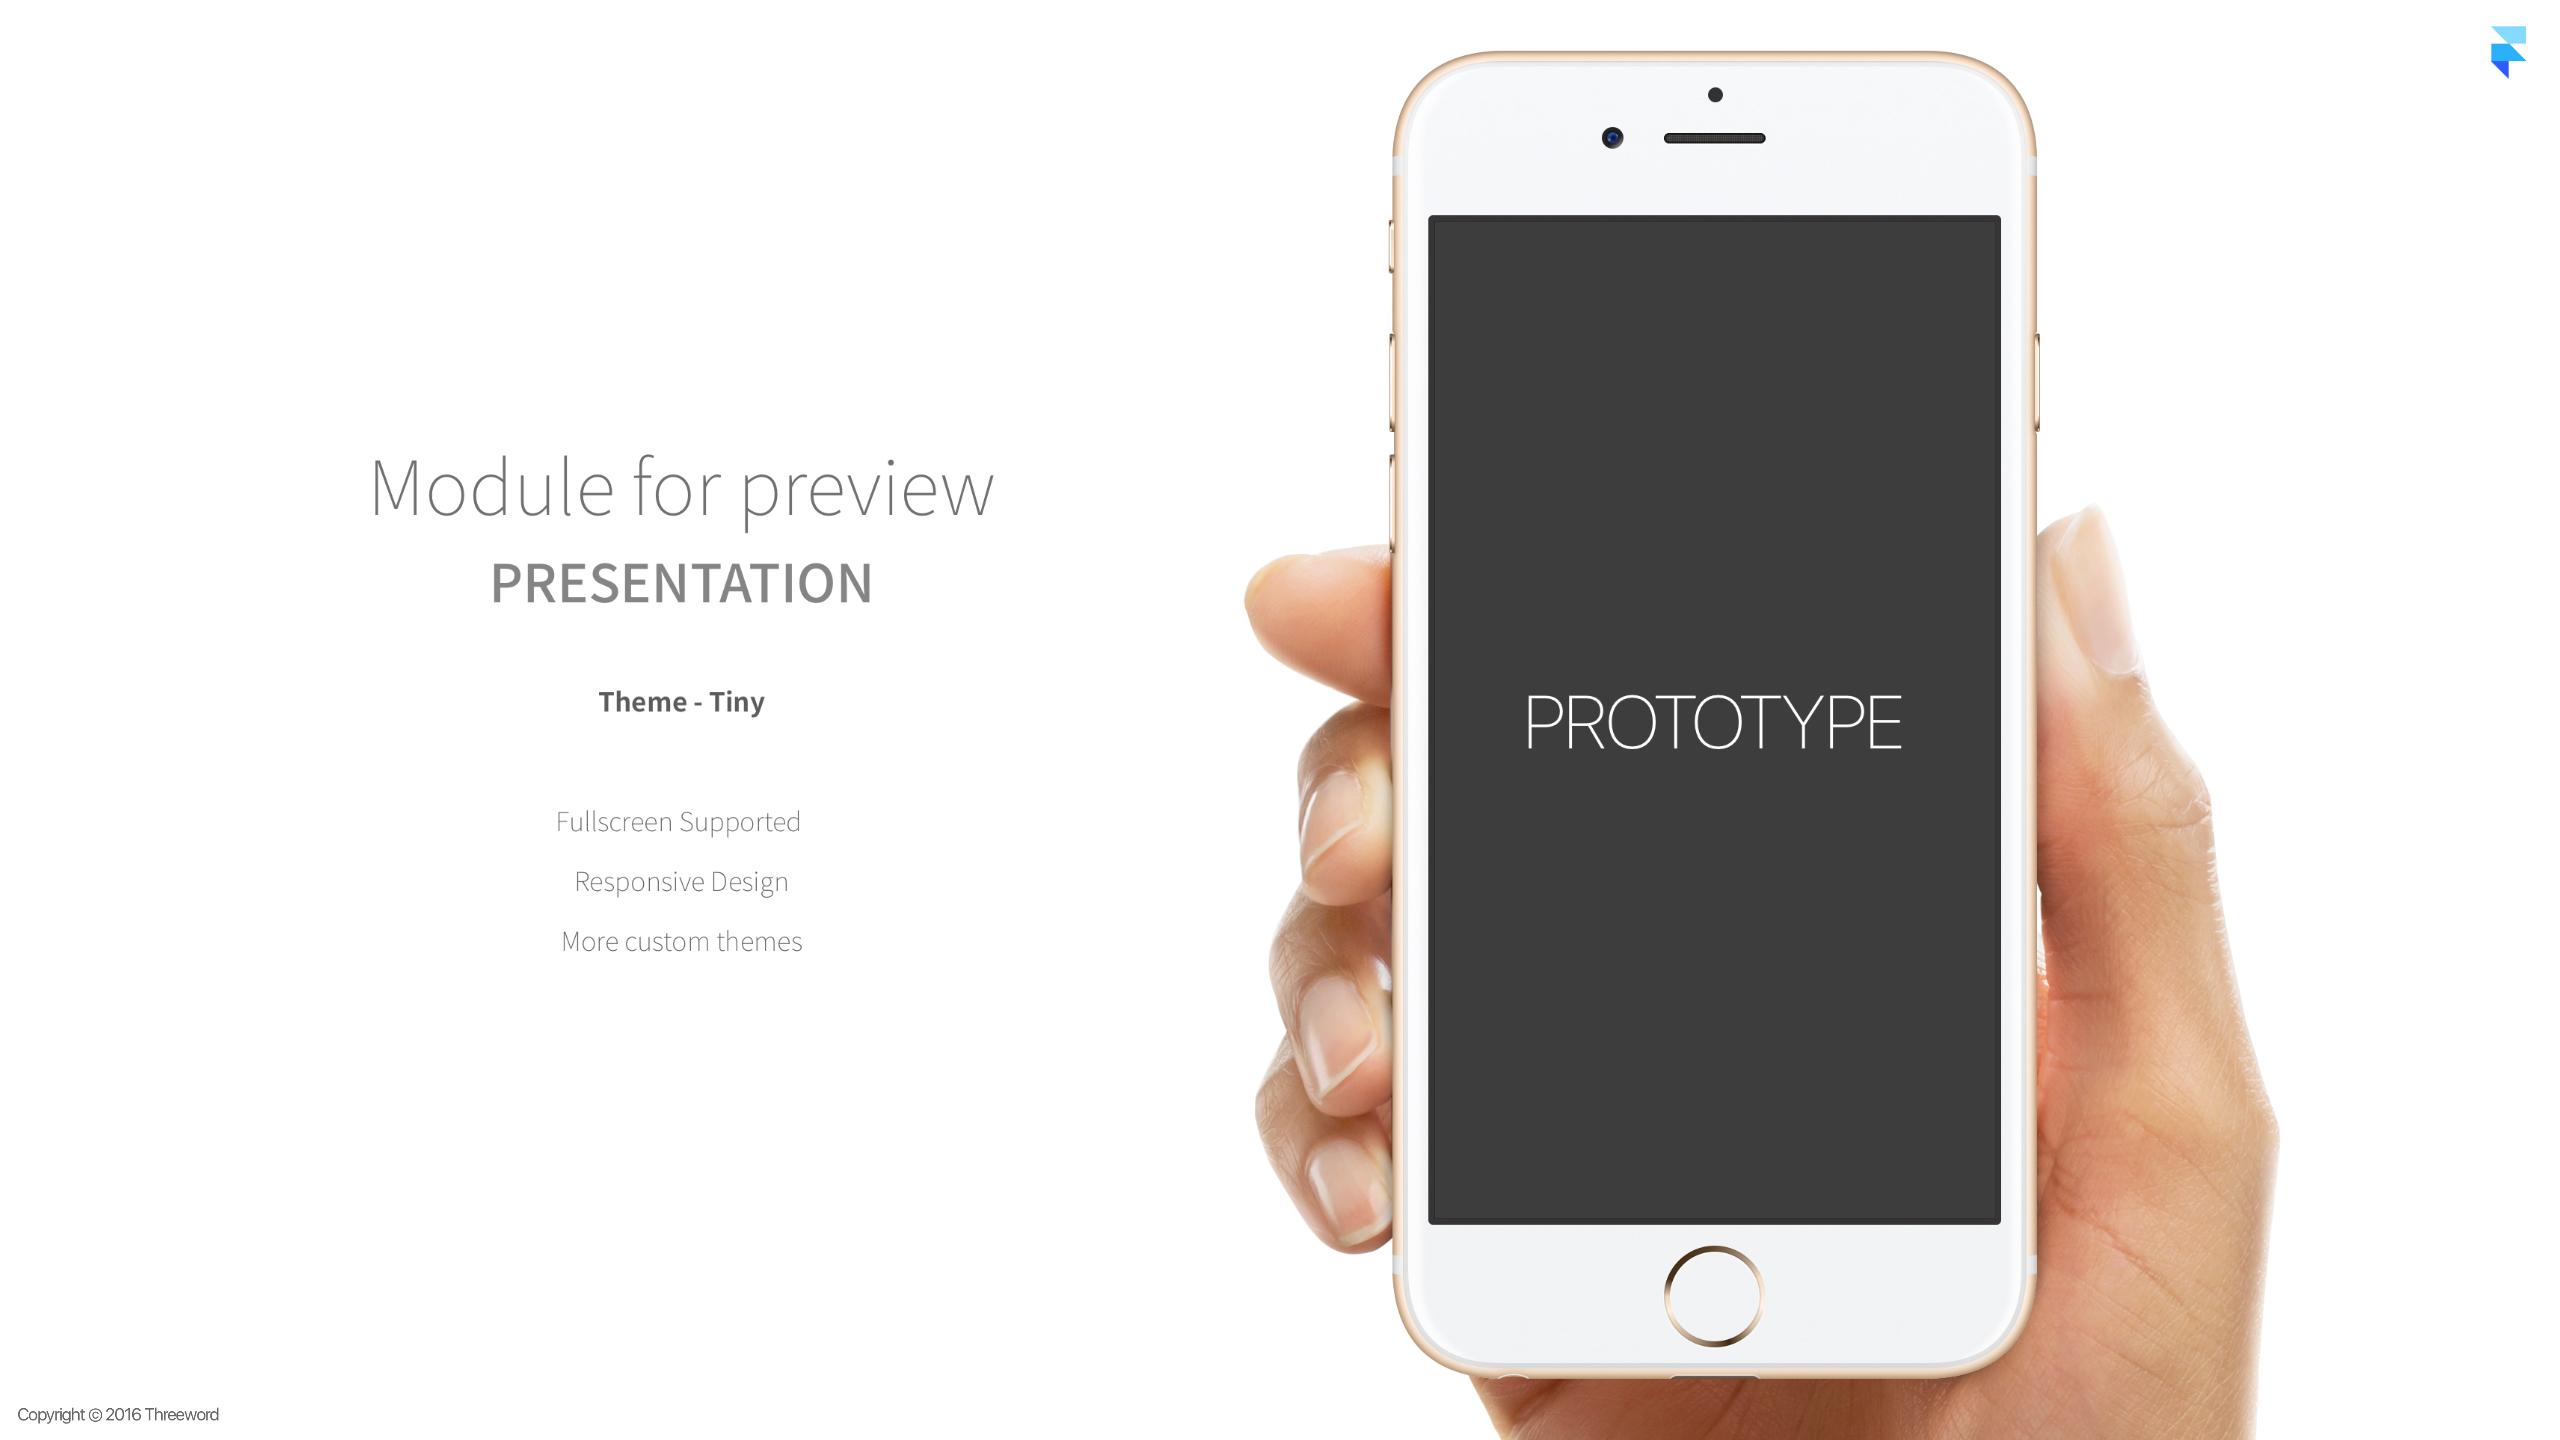 Module for preview
PRESENTATION
Theme - Tiny
Fullscreen Supported
Responsive Design
More custom themes
PROTOTYPE
Copyright © 2016 Threeword